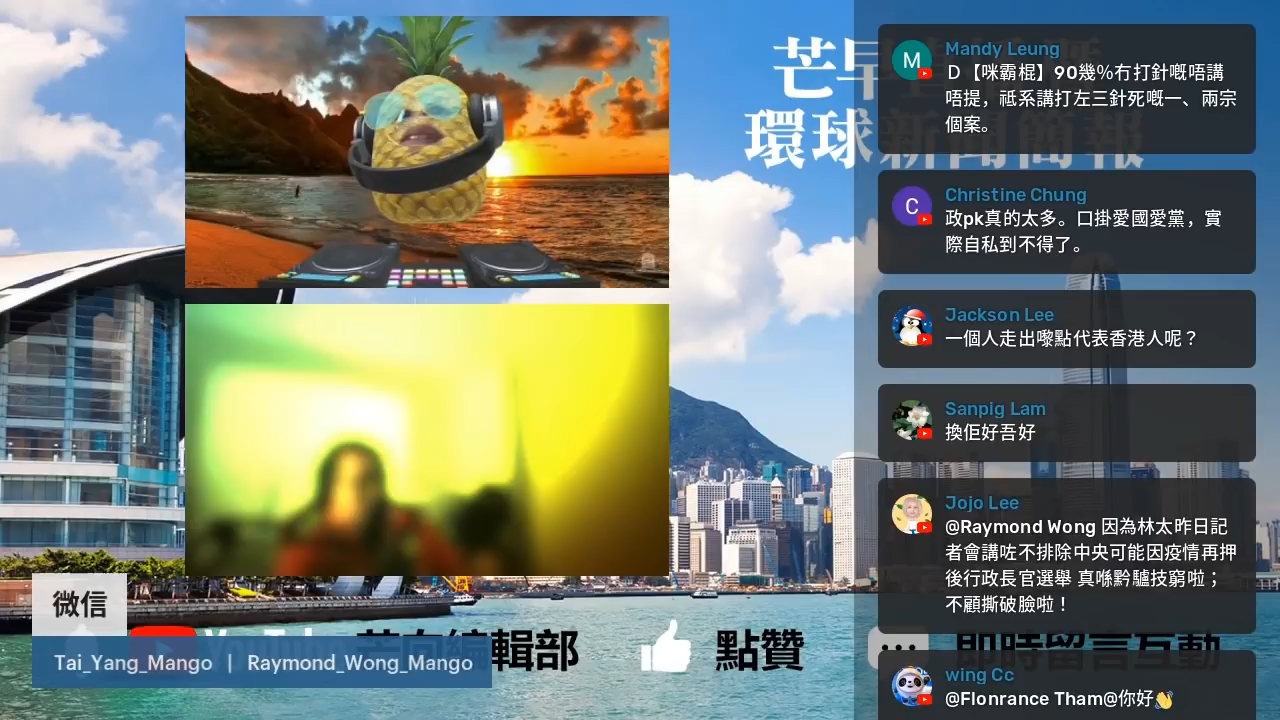 芒早
環球新聞簡報
M
Mandy Leung
D【咪霸棍】90幾%冇打針嘅唔講
唔提，祗系講打左三針死嘅一、兩宗
個案。
C
Christine Chung
政pk真的太多。口掛愛國愛黨，實
際自私到不得了。
Jackson Lee
一個人走出嚟點代表香港人呢？
Sanpig Lam
換佢好吾好
Jojo Lee
@Raymond Wong 因為林太昨日記
者會講咗不排除中央可能因疫情再押
後行政長官選舉 真喺黔驢技窮啦；
不顧撕破臉啦！
wing Cc
@Flonrance Tham@你好👋
微信
YouTube 芒向編輯部
點贊
即時留言互動
Tai_Yang_Mango | Raymond_Wong_Mango